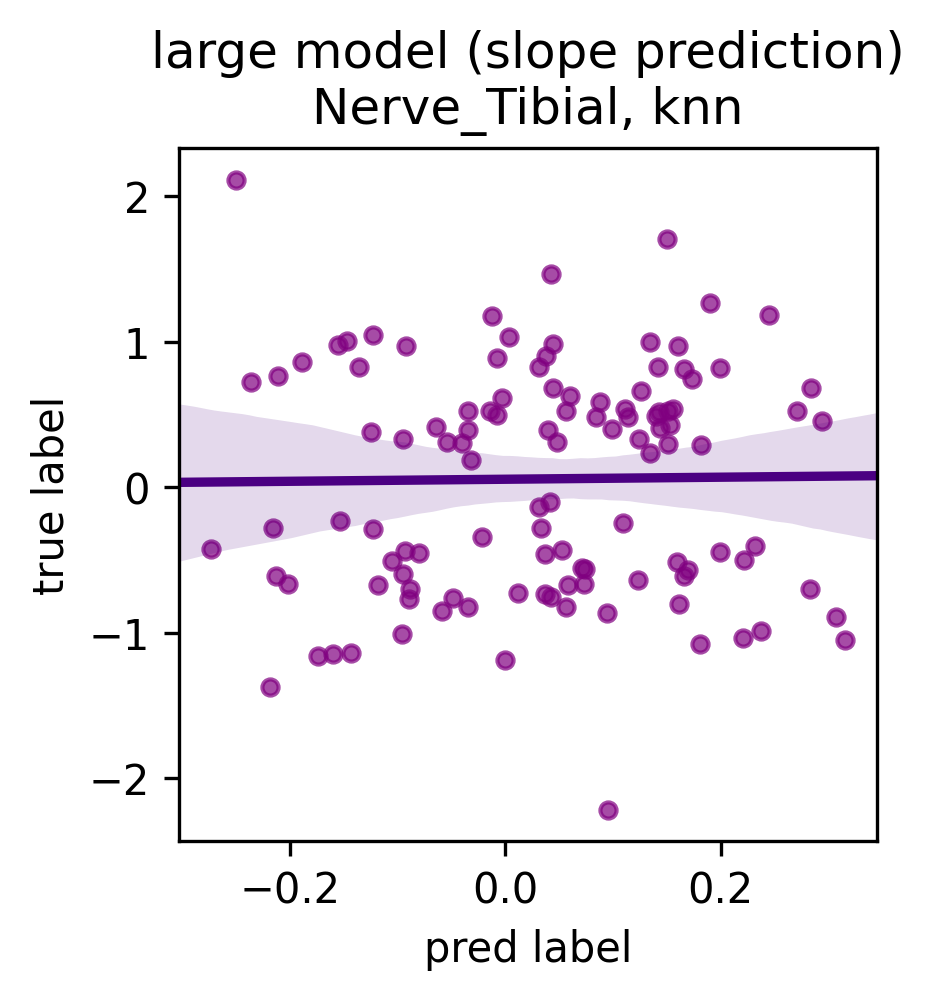 large model (slope prediction)
Nerve_Tibial, knn
true label
2
1
0
−1
−2
−0.2
0.0
0.2
pred label